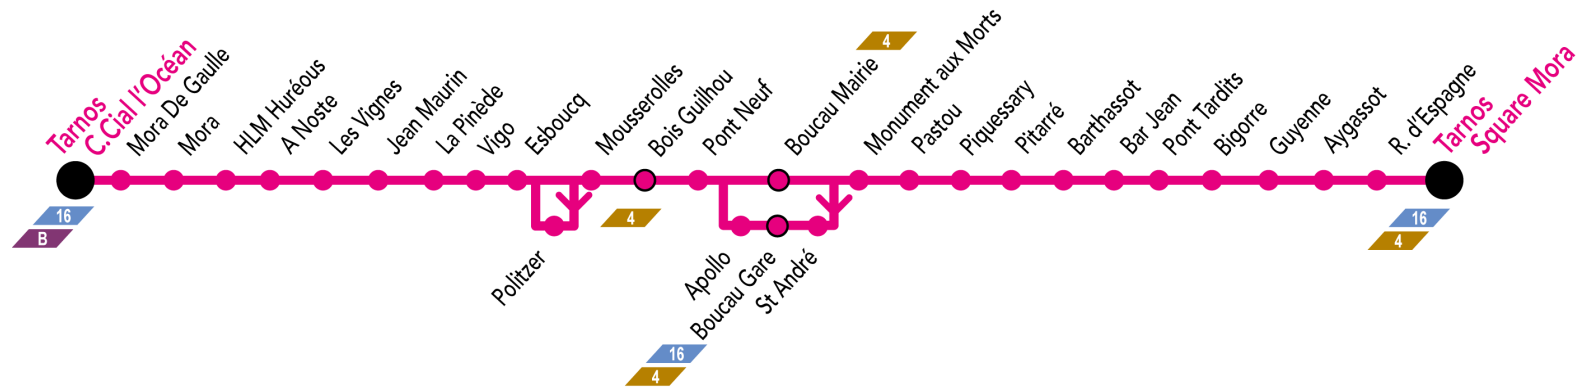 Tarnos
C.Cial l'Océan
Mora De Gaulle
Mora
HLM Huréous
A Noste
Les Vignes
Jean Maurin
La Pinède
Vigo
Esboucq
Mousserolles
Bois Guilhou
Pont Neuf
Boucau Mairie
4
Monument aux Morts
Pastou
Piquessary
Pitarré
Barthassot
Bar Jean
Pont Tardits
Bigorre
Guyenne
Aygassot
R. d'Espagne
Tarnos
Square Mora
16
B
4
16
4
Politzer
Apollo
Boucau Gare
St André
16
4